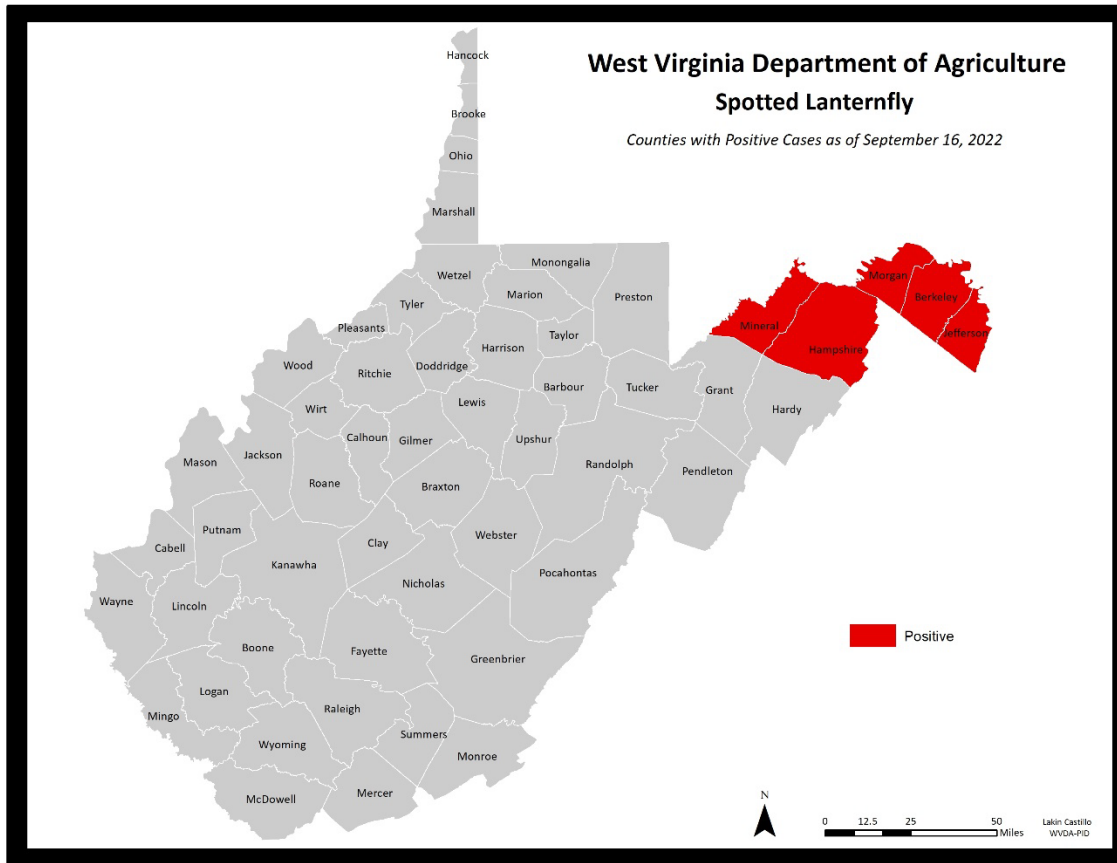 West Virginia Department of Agriculture
Spotted Lanternfly
Counties with Positive Cases as of September 16, 2022
Hancock
Brooke
Ohio
Marshall
Wetzel
Monongalia
Marion
Preston
Tyler
Pleasants
Taylor
Harrison
Doddridge
Wood
Ritchie
Morgan
Berkeley
Jefferson
Mineral
Hampshire
Barbour
Tucker
Grant
Hardy
Wirt
Lewis
Calhoun
Gilmer
Upshur
Jackson
Mason
Roane
Braxton
Randolph
Pendleton
Putnam
Cabell
Clay
Webster
Kanawha
Nicholas
Pocahontas
Wayne
Lincoln
Boone
Fayette
Greenbrier
Logan
Raleigh
Mingo
Wyoming
Summers
Monroe
McDowell
Mercer
Positive
N
0 12.5 25 50
Miles
Lakin Castillo
WVDA-PID